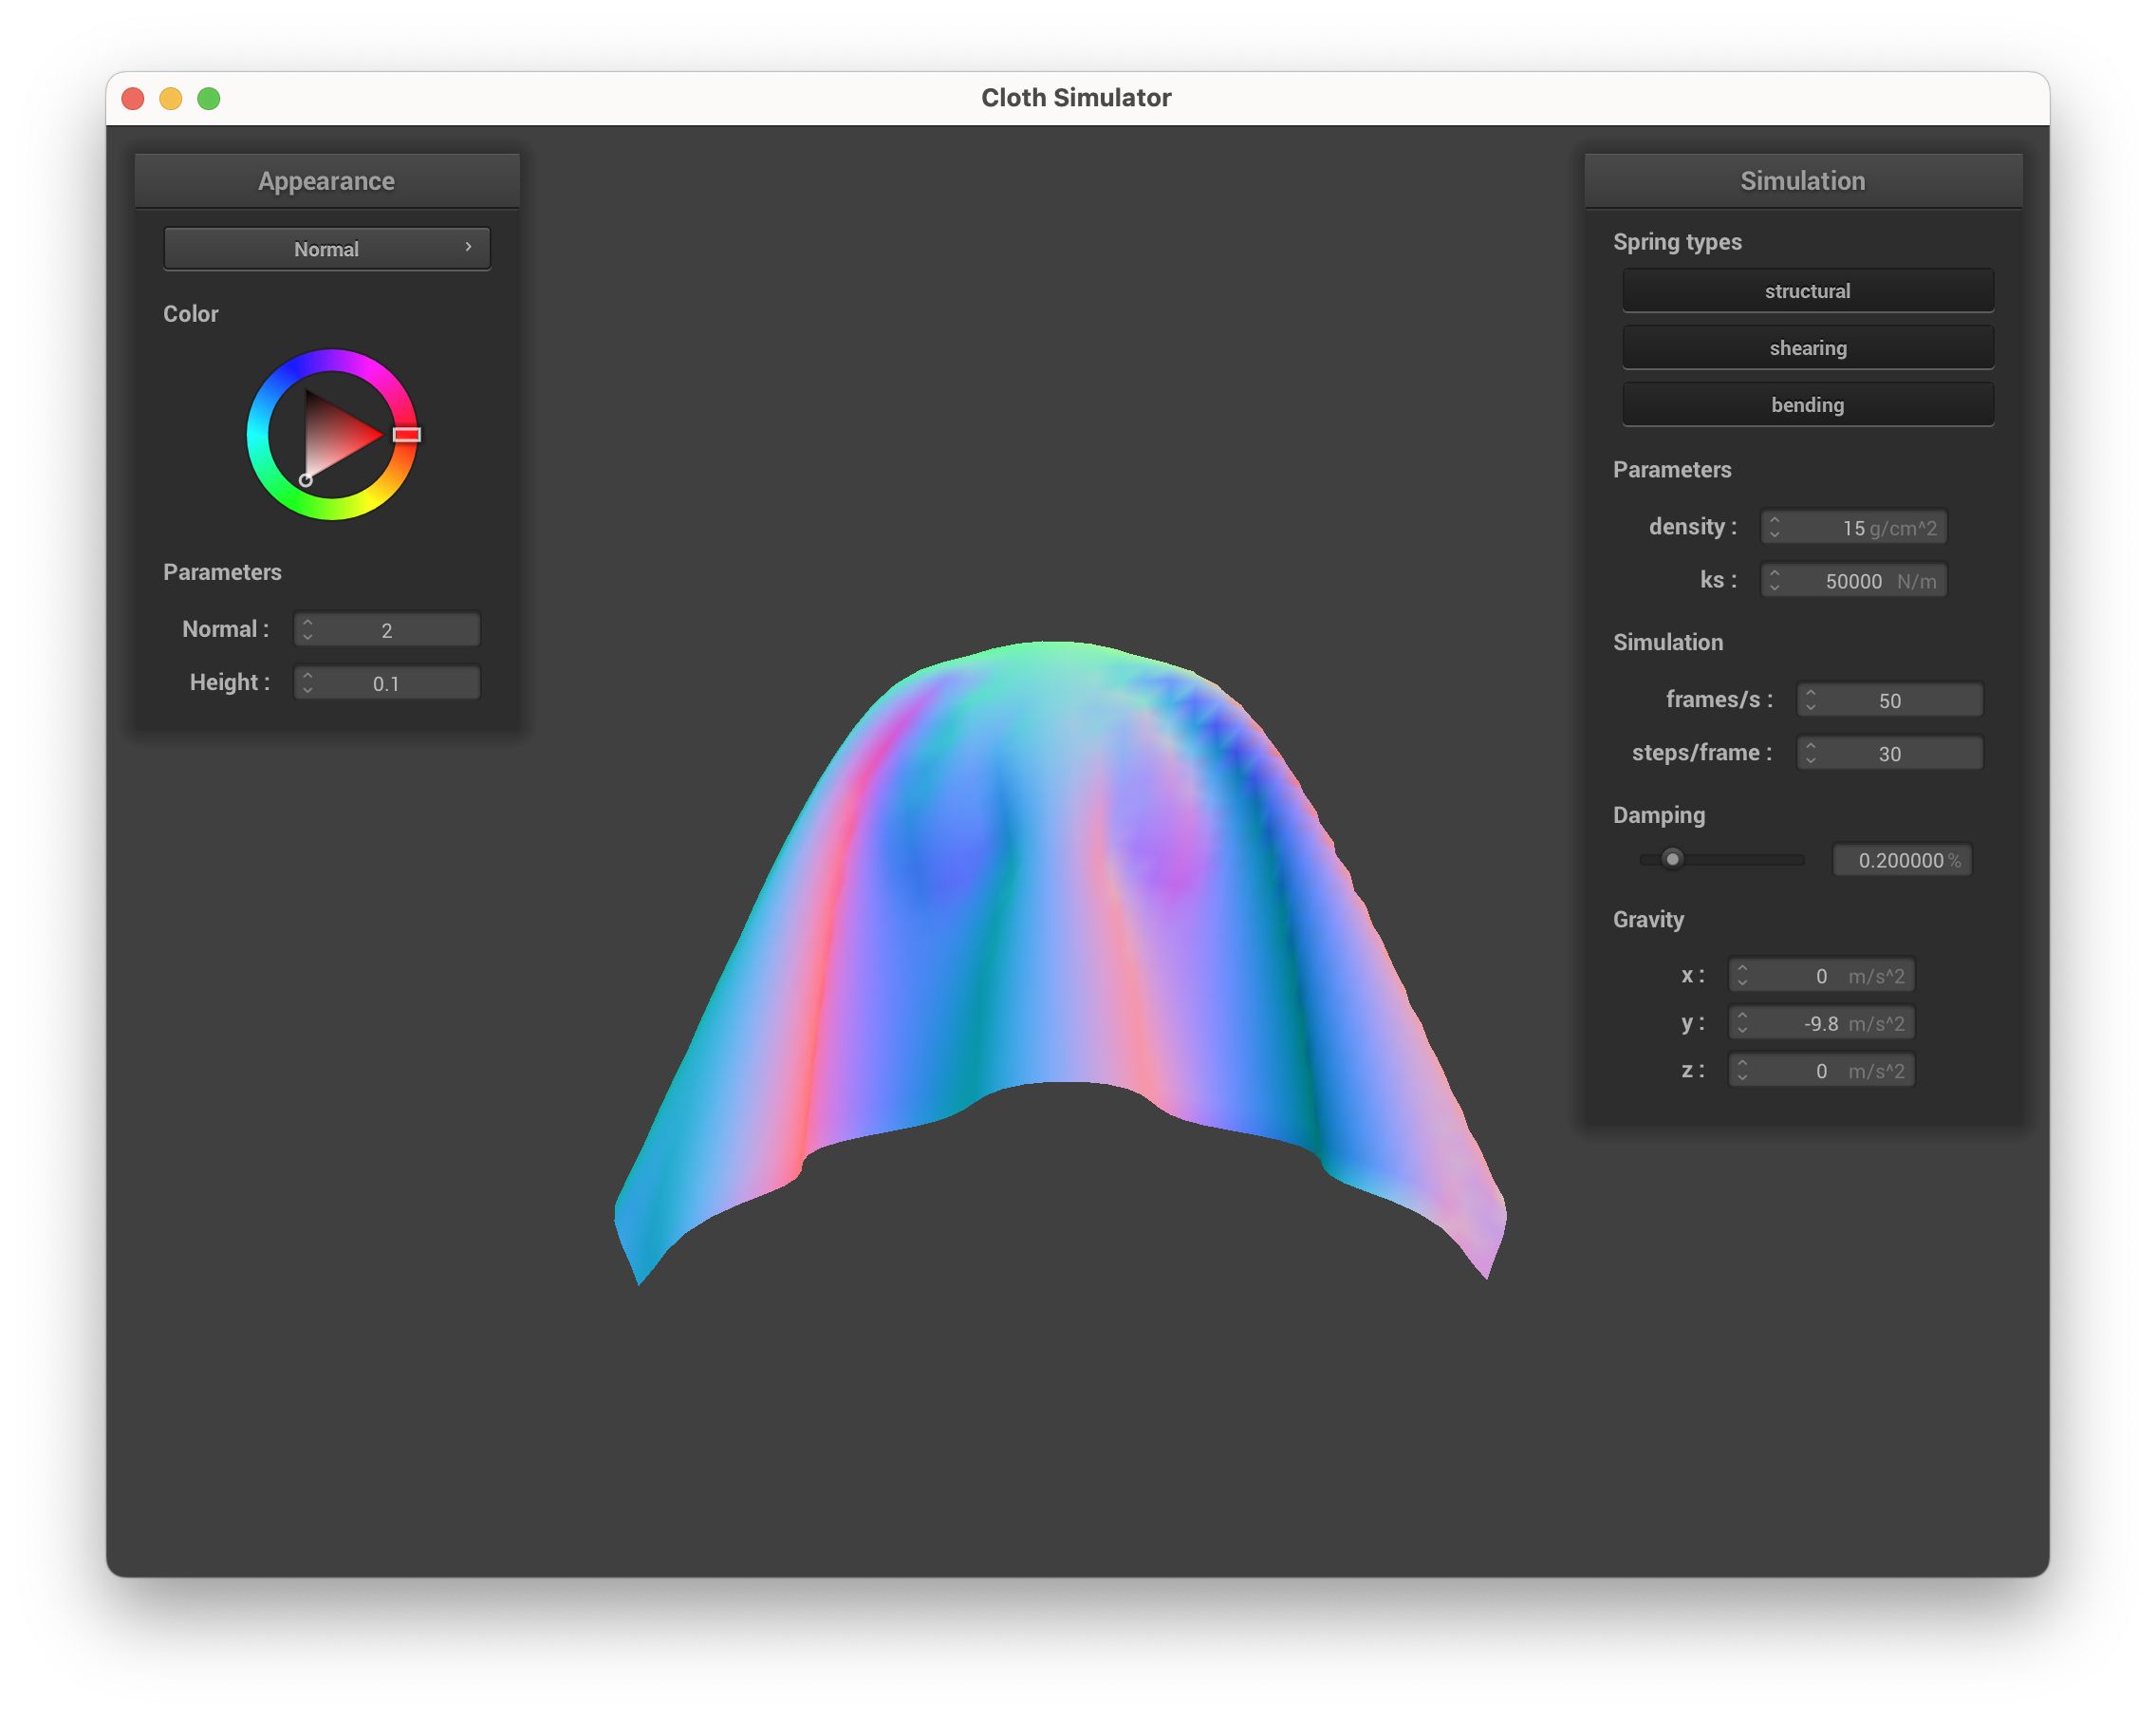 Cloth Simulator
Appearance
Normal
Color
Parameters
Normal : 2
Height : 0.1
Simulation
Spring types
structural
shearing
bending
Parameters
density : 15 g/cm^2
ks : 50000 N/m
Simulation
frames/s : 50
steps/frame : 30
Damping
0.200000 %
Gravity
x : 0 m/s^2
y : -9.8 m/s^2
z : 0 m/s^2